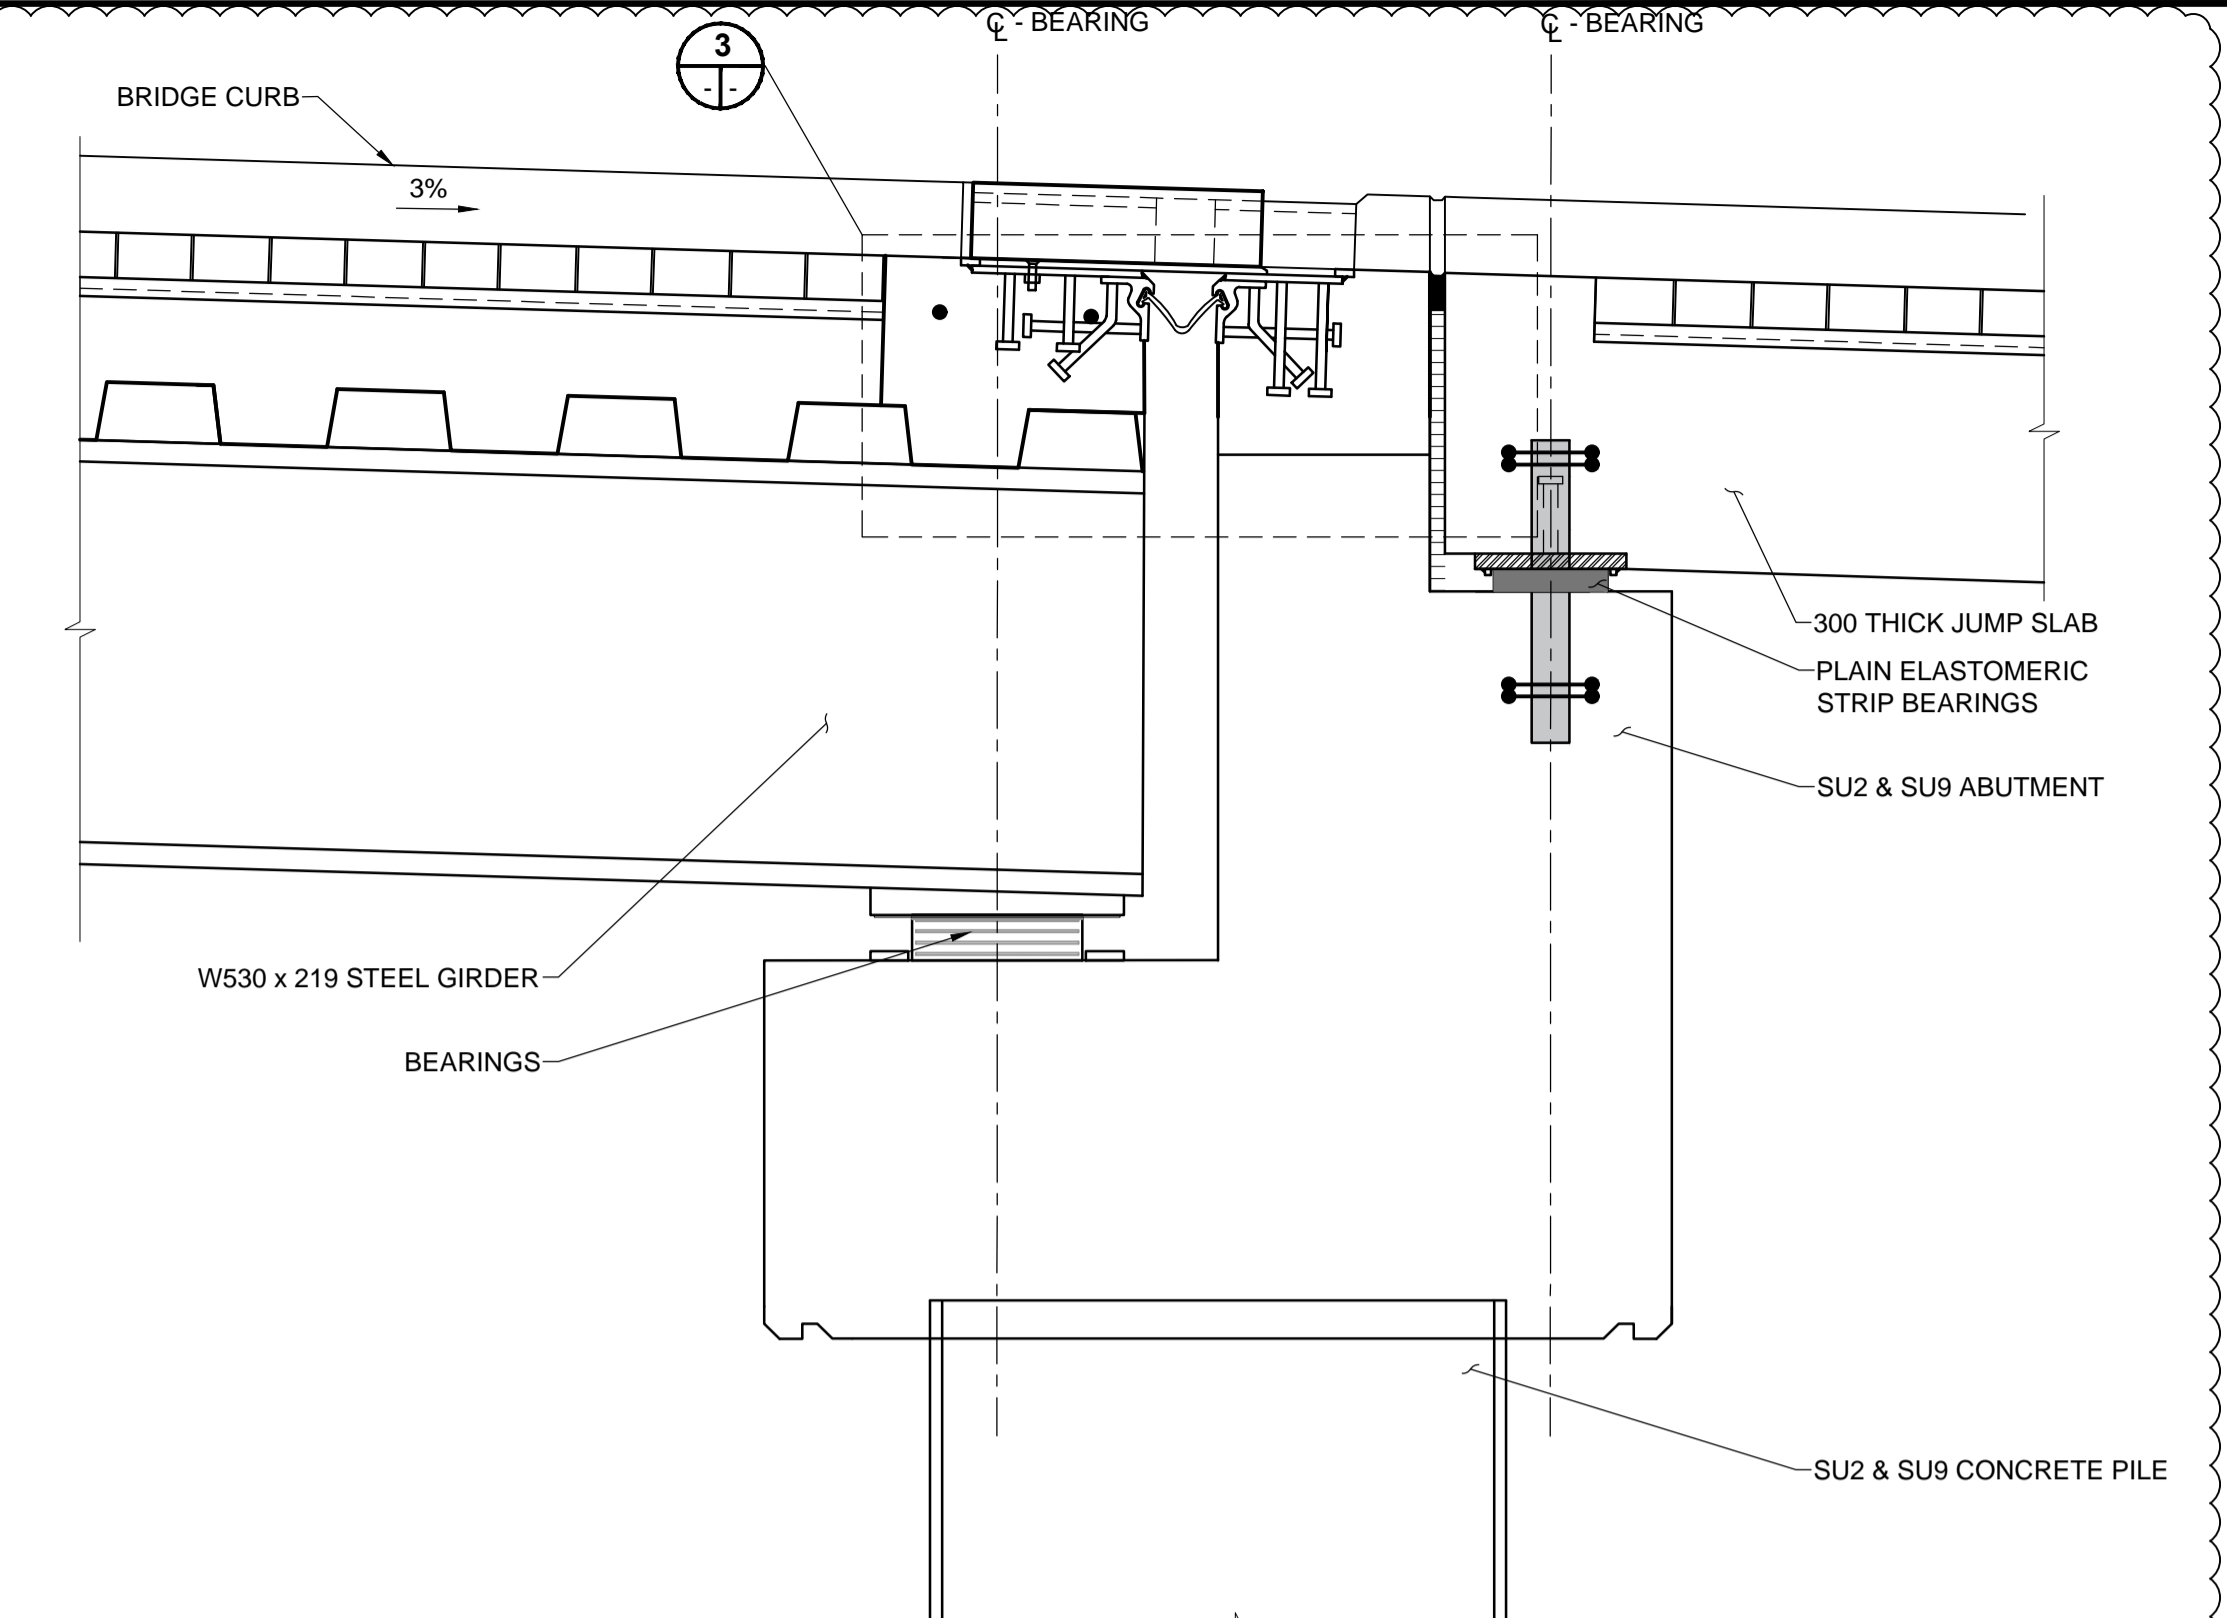 ℄ - BEARING
℄ - BEARING
3
- -
BRIDGE CURB
3%
300 THICK JUMP SLAB
PLAIN ELASTOMERIC
STRIP BEARINGS
SU2 & SU9 ABUTMENT
W530 x 219 STEEL GIRDER
BEARINGS
SU2 & SU9 CONCRETE PILE